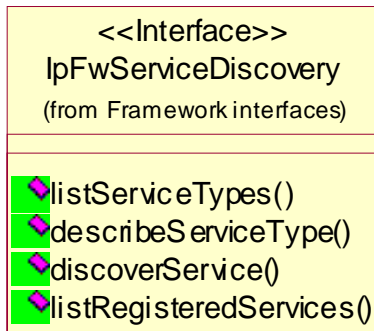 <<Interface>>
IpFwServiceDiscovery
(from Framework interfaces)
listServiceTypes()
describeServiceType()
discoverService()
listRegisteredServices()